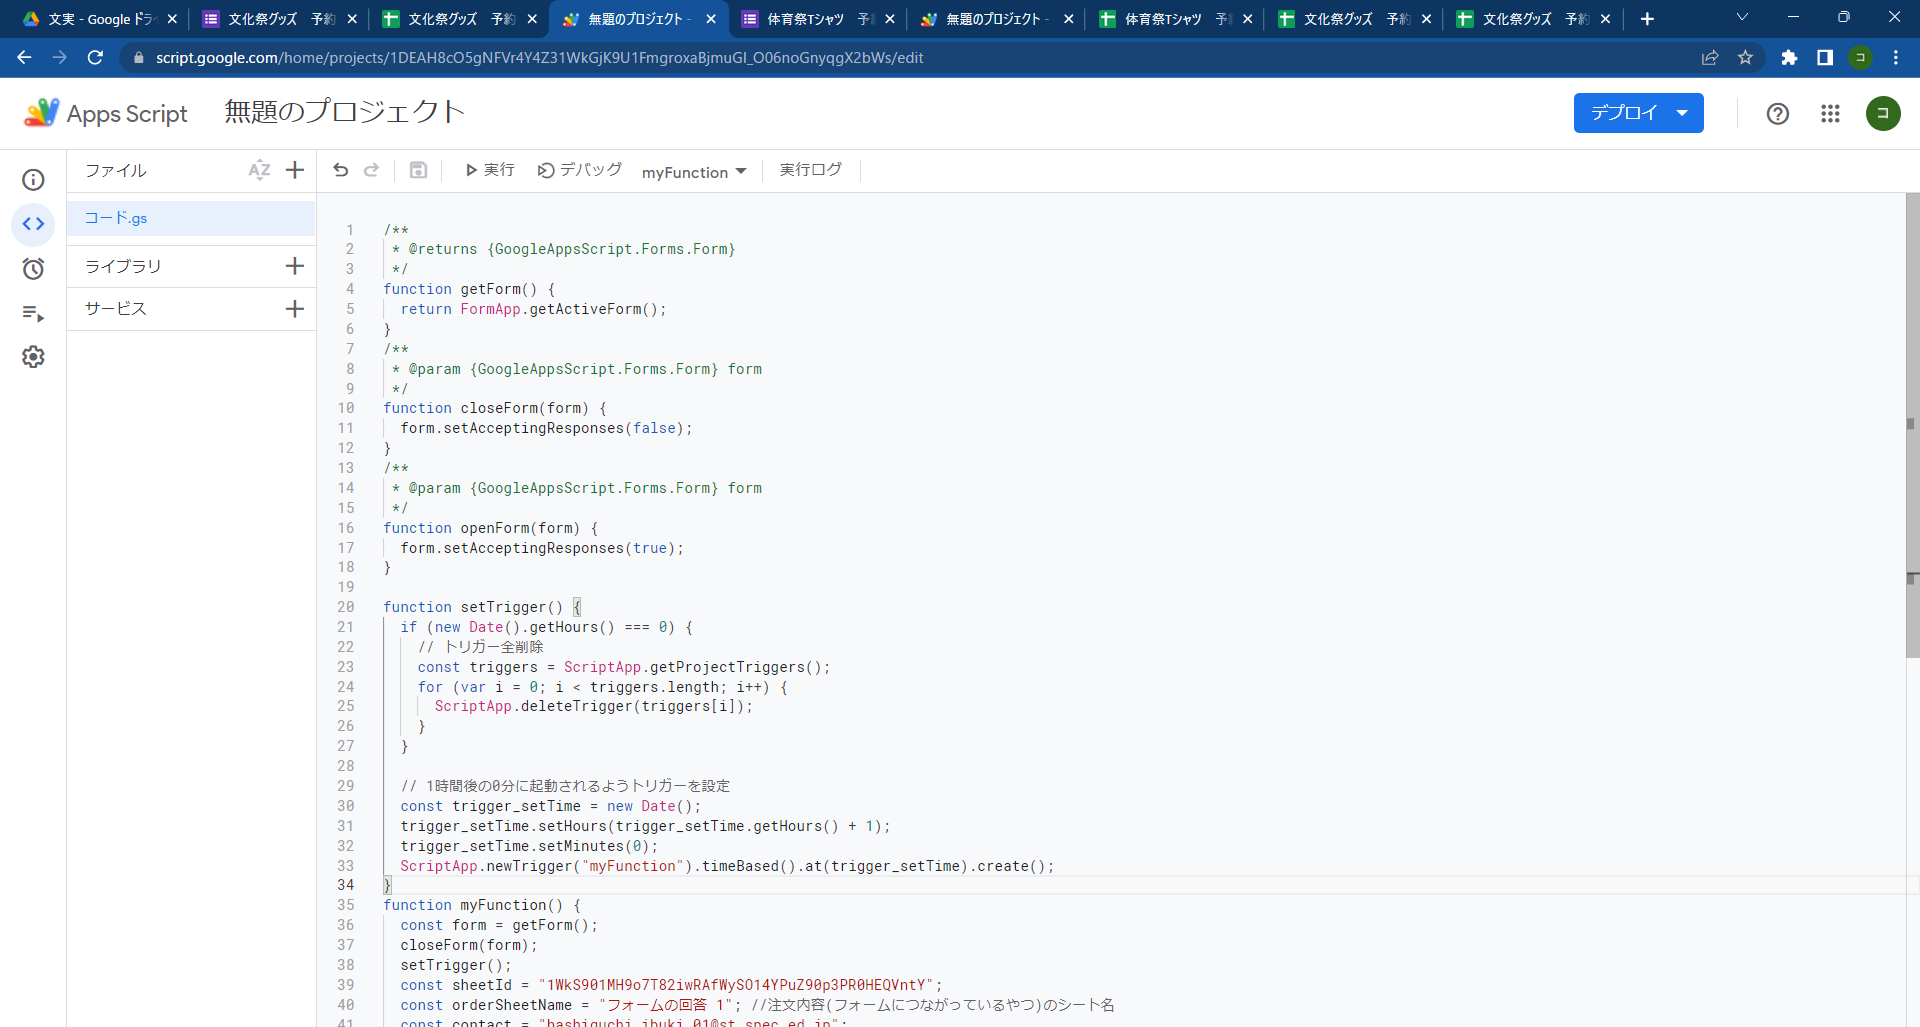 文実 - Google ドラ
文化祭グッズ 予約
文化祭グッズ 予約
無題のプロジェクト -
体育祭Tシャツ 予
無題のプロジェクト -
体育祭Tシャツ 予
文化祭グッズ 予約
文化祭グッズ 予約
script.google.com/home/projects/1DEAH8cO5gNFVr4Y4Z31WkGjK9U1FmgroxaBjmuGI_O06noGnyqgX2bWs/edit
コ
Apps Script 無題のプロジェクト デプロイ コ
ファイル AZ 実行 デバッグ myFunction 実行ログ
コード.gs
ライブラリ
サービス
1 /**
2 * @returns {GoogleAppsScript.Forms.Form}
3 */
4 function getForm() {
5 return FormApp.getActiveForm();
6 }
7 /**
8 * @param {GoogleAppsScript.Forms.Form} form
9 */
10 function closeForm(form) {
11 form.setAcceptingResponses(false);
12 }
13 /**
14 * @param {GoogleAppsScript.Forms.Form} form
15 */
16 function openForm(form) {
17 form.setAcceptingResponses(true);
18 }
19
20 function setTrigger() {
21 if (new Date().getHours() === 0) {
22 // トリガー全削除
23 const triggers = ScriptApp.getProjectTriggers();
24 for (var i = 0; i < triggers.length; i++) {
25 ScriptApp.deleteTrigger(triggers[i]);
26 }
27 }
28
29 // 1時間後の0分に起動されるようトリガーを設定
30 const trigger_setTime = new Date();
31 trigger_setTime.setHours(trigger_setTime.getHours() + 1);
32 trigger_setTime.setMinutes(0);
33 ScriptApp.newTrigger("myFunction").timeBased().at(trigger_setTime).create();
34 }
35 function myFunction() {
36 const form = getForm();
37 closeForm(form);
38 setTrigger();
39 const sheetId = "1WkS901MH9o7T82iwRAfWySO14YPuZ90p3PR0HEQVntY";
40 const orderSheetName = "フォームの回答 1"; //注文内容(フォームにつながっているやつ)のシート名
41 const contact = "hashiguchi.ibuki.01@st.spec.ed.jp";